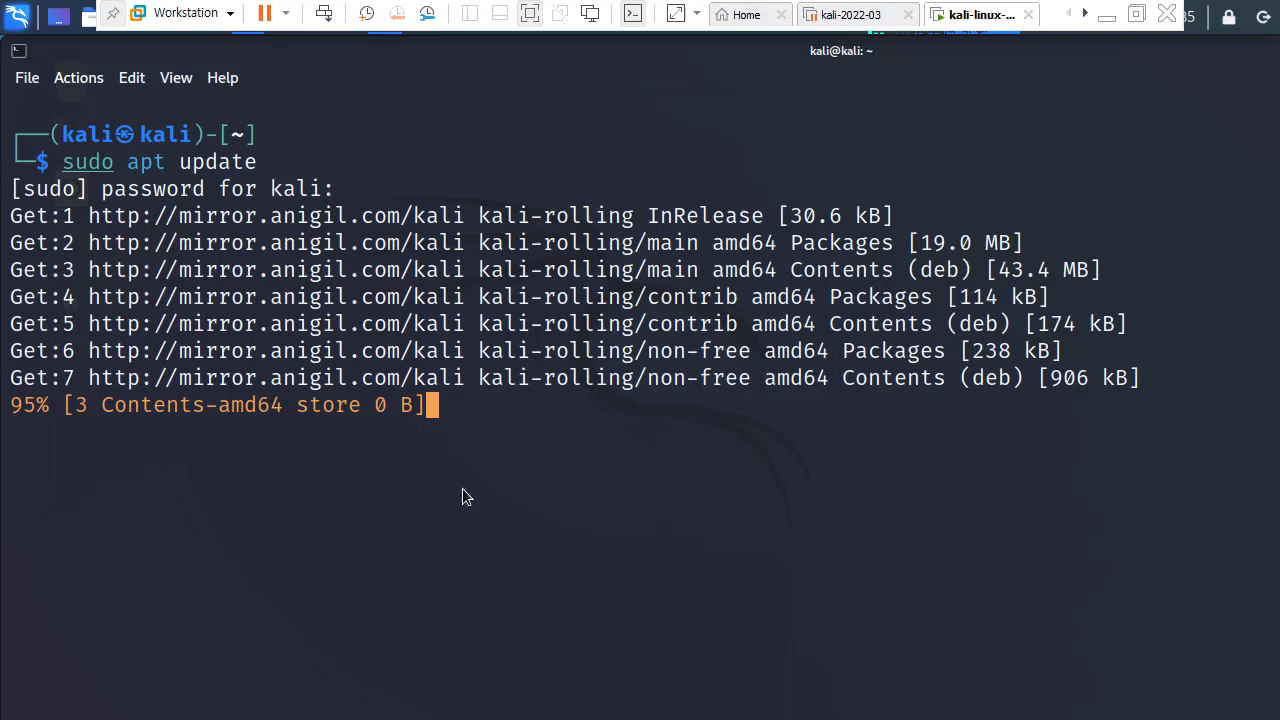 Workstation
Home
kali-2022-03
kali-linux-...
kali@kali: ~
File Actions Edit View Help
┌──(kali㉿kali)-[~]
└─$ sudo apt update
[sudo] password for kali:
Get:1 http://mirror.anigil.com/kali kali-rolling InRelease [30.6 kB]
Get:2 http://mirror.anigil.com/kali kali-rolling/main amd64 Packages [19.0 MB]
Get:3 http://mirror.anigil.com/kali kali-rolling/main amd64 Contents (deb) [43.4 MB]
Get:4 http://mirror.anigil.com/kali kali-rolling/contrib amd64 Packages [114 kB]
Get:5 http://mirror.anigil.com/kali kali-rolling/contrib amd64 Contents (deb) [174 kB]
Get:6 http://mirror.anigil.com/kali kali-rolling/non-free amd64 Packages [238 kB]
Get:7 http://mirror.anigil.com/kali kali-rolling/non-free amd64 Contents (deb) [906 kB]
95% [3 Contents-amd64 store 0 B]